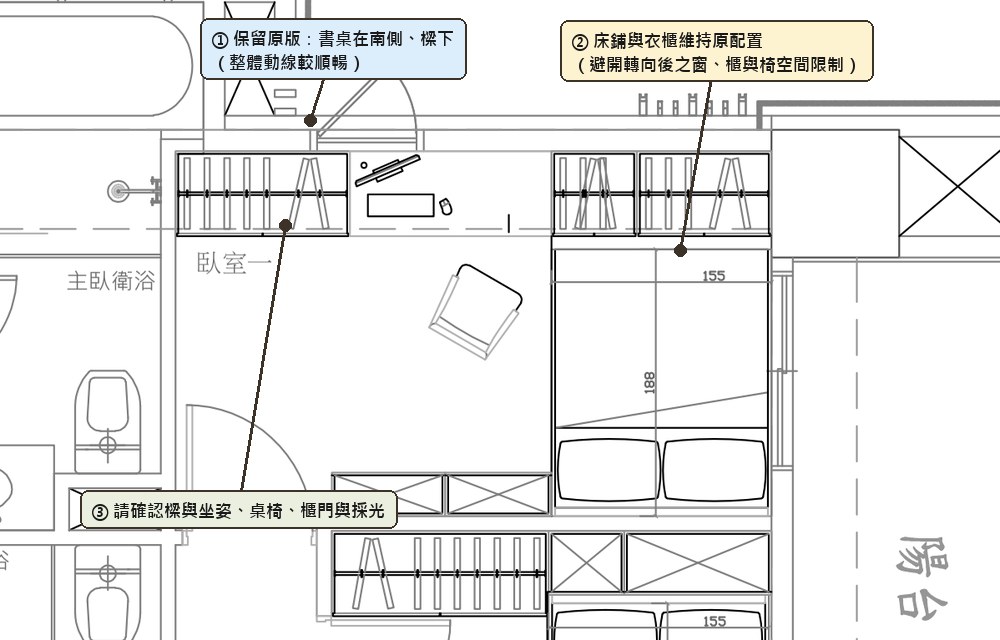 ① 保留原版：書桌在南側、樑下
（整體動線較順暢）
② 床鋪與衣櫃維持原配置
（避開轉向後之窗、櫃與椅空間限制）
臥室一
主臥衛浴
155
188
③ 請確認樑與坐姿、桌椅、櫃門與採光
浴
陽台
155